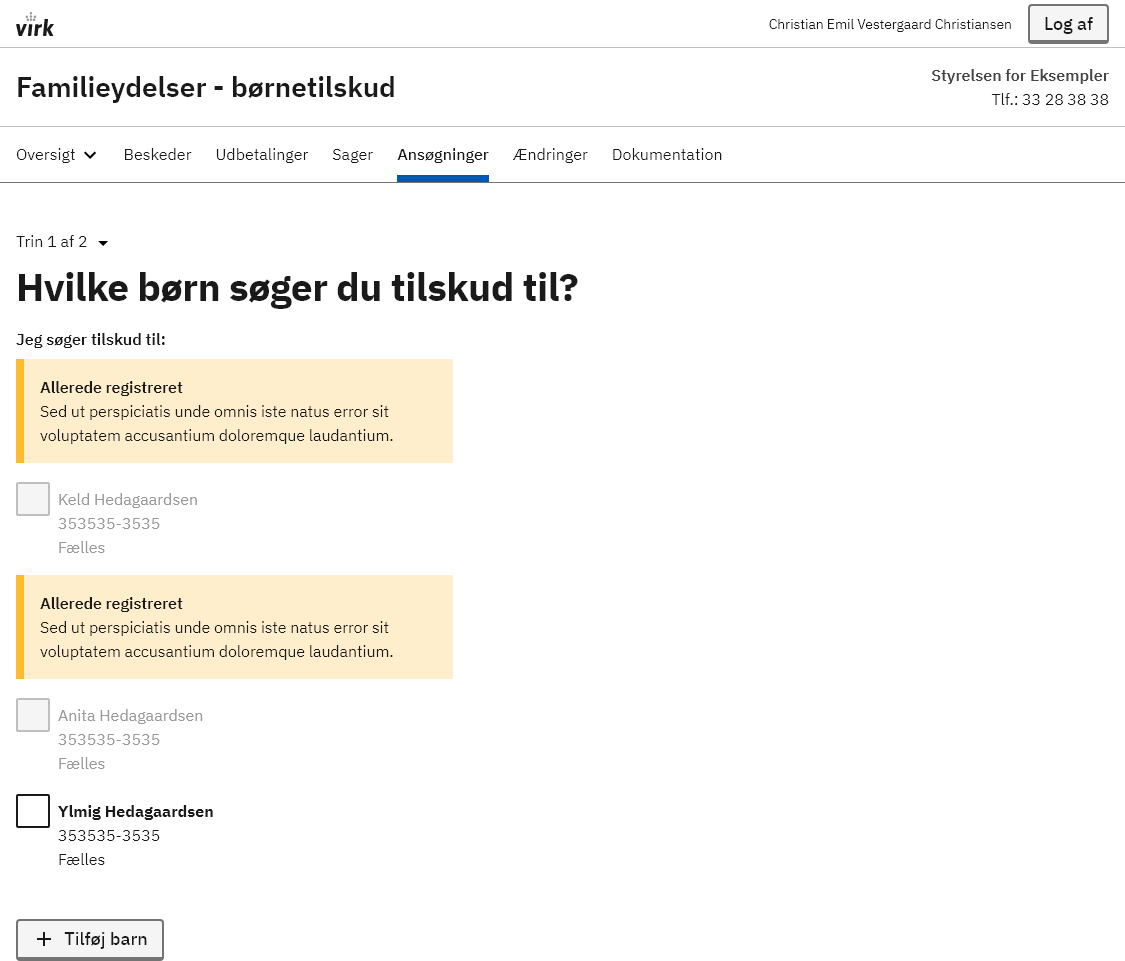 virk
Christian Emil Vestergaard Christiansen
Log af
Familieydelser - børnetilskud
Styrelsen for Eksempler
Tlf.: 33 28 38 38
Oversigt Beskeder Udbetalinger Sager Ansøgninger Ændringer Dokumentation
Trin 1 af 2
Hvilke børn søger du tilskud til?
Jeg søger tilskud til:
Allerede registreret
Sed ut perspiciatis unde omnis iste natus error sit
voluptatem accusantium doloremque laudantium.
Keld Hedagaardsen
353535-3535
Fælles
Allerede registreret
Sed ut perspiciatis unde omnis iste natus error sit
voluptatem accusantium doloremque laudantium.
Anita Hedagaardsen
353535-3535
Fælles
Ylmig Hedagaardsen
353535-3535
Fælles
Tilføj barn